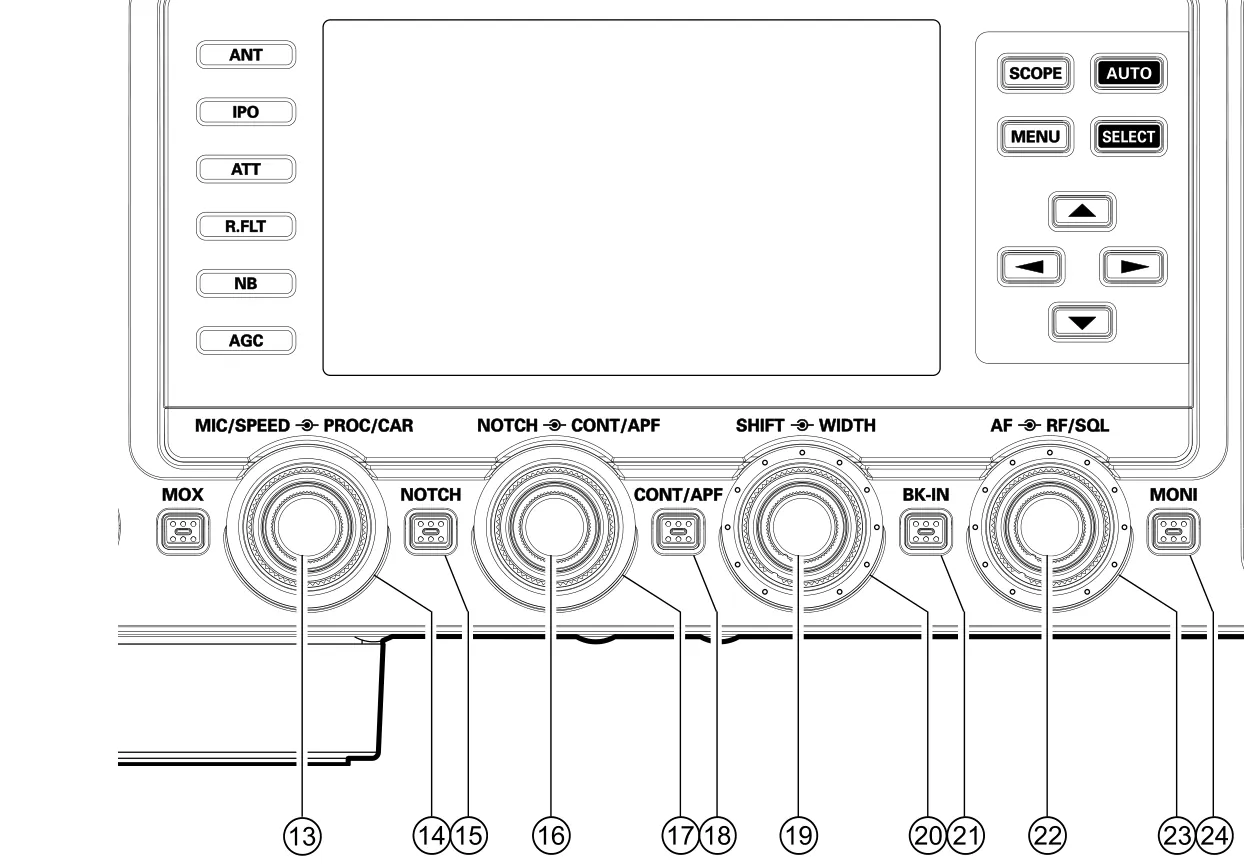 ANT
SCOPE AUTO
IPO
MENU SELECT
ATT
R.FLT
NB
AGC
MIC/SPEED PROC/CAR NOTCH CONT/APF SHIFT WIDTH AF RF/SQL
MOX NOTCH CONT/APF BK-IN MONI
13 14 15 16 17 18 19 20 21 22 23 24